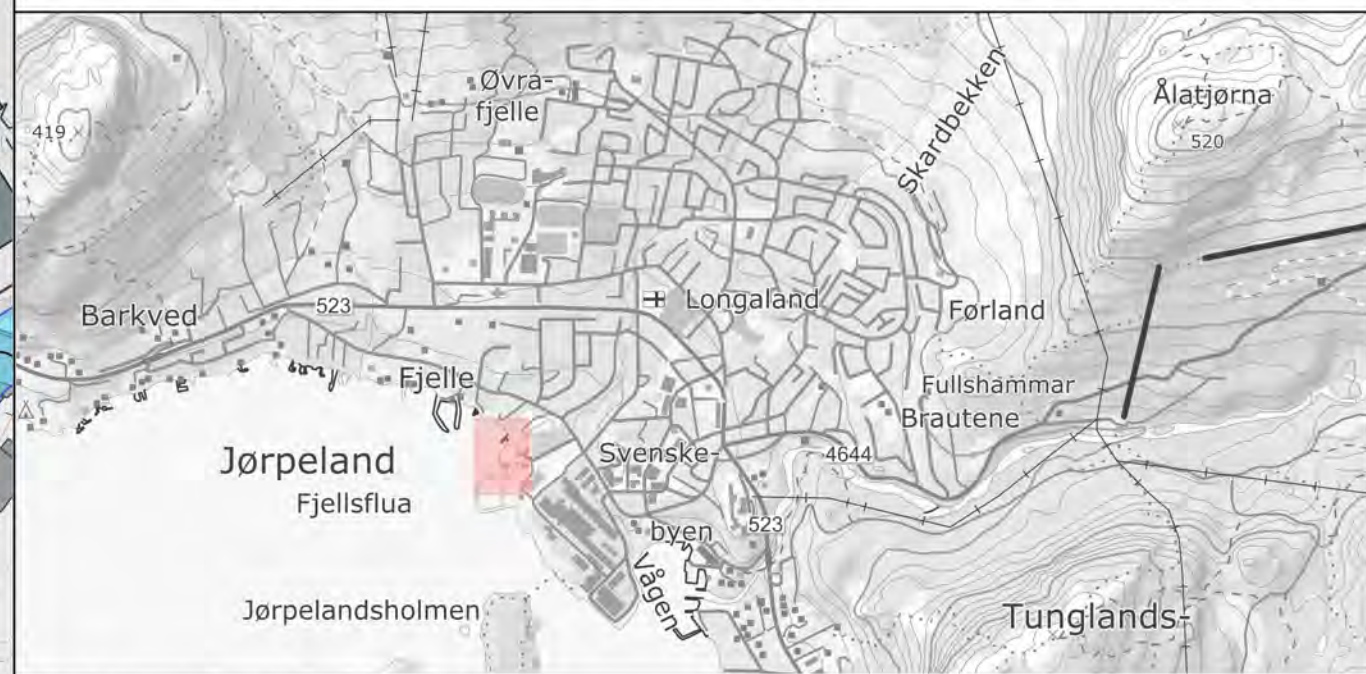 Øvra-
fjelle
Ålatjørna
520
419
Skardbekken
Barkved
523
Longaland
Førland
Fjelle
Fullshammar
Brautene
Jørpeland
Svenske-
4644
Fjellsflua
byen
523
Vågen
Jørpelandsholmen
Tunglands-